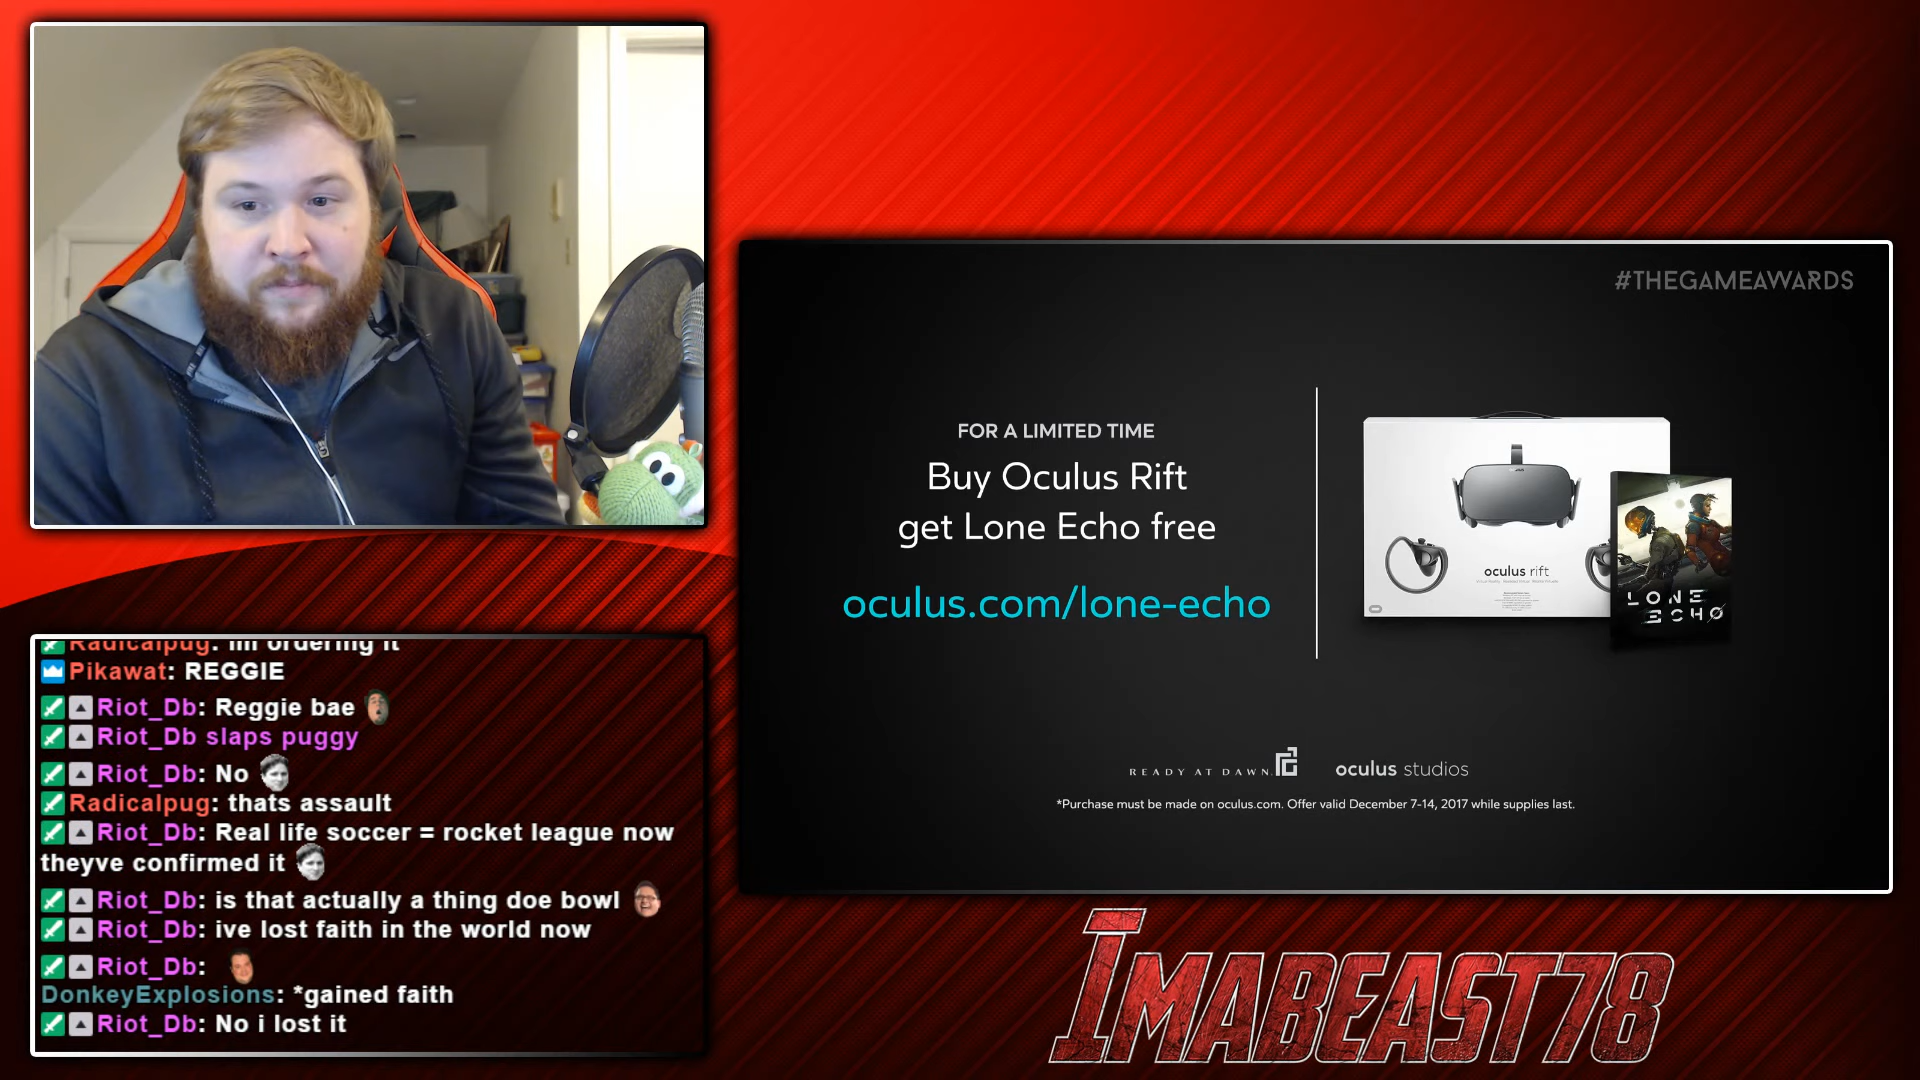 #THEGAMEAWARDS
FOR A LIMITED TIME
Buy Oculus Rift
get Lone Echo free
oculus.com/lone-echo
oculus rift
LONE
ECHO
READY AT DAWN
oculus studios
*Purchase must be made on oculus.com. Offer valid December 7-14, 2017 while supplies last.
Radicalpug: im ordering it
Pikawat: REGGIE
Riot_Db: Reggie bae
Riot_Db slaps puggy
Riot_Db: No
Radicalpug: thats assault
Riot_Db: Real life soccer = rocket league now
theyve confirmed it
Riot_Db: is that actually a thing doe bowl
Riot_Db: ive lost faith in the world now
Riot_Db:
DonkeyExplosions: *gained faith
Riot_Db: No i lost it
IMABEAST78